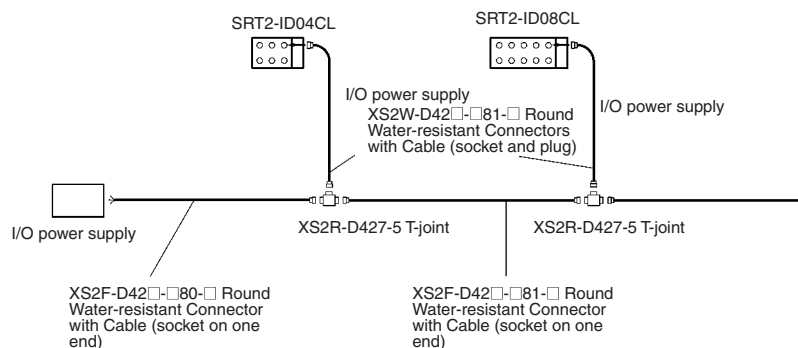 SRT2-ID04CL
SRT2-ID08CL
I/O power supply
XS2W-D42□-□81-□ Round
Water-resistant Connectors
with Cable (socket and plug)
I/O power supply
I/O power supply
XS2R-D427-5 T-joint
XS2R-D427-5 T-joint
XS2F-D42□-□80-□ Round
Water-resistant Connector
with Cable (socket on one
end)
XS2F-D42□-□81-□ Round
Water-resistant Connector
with Cable (socket on one
end)